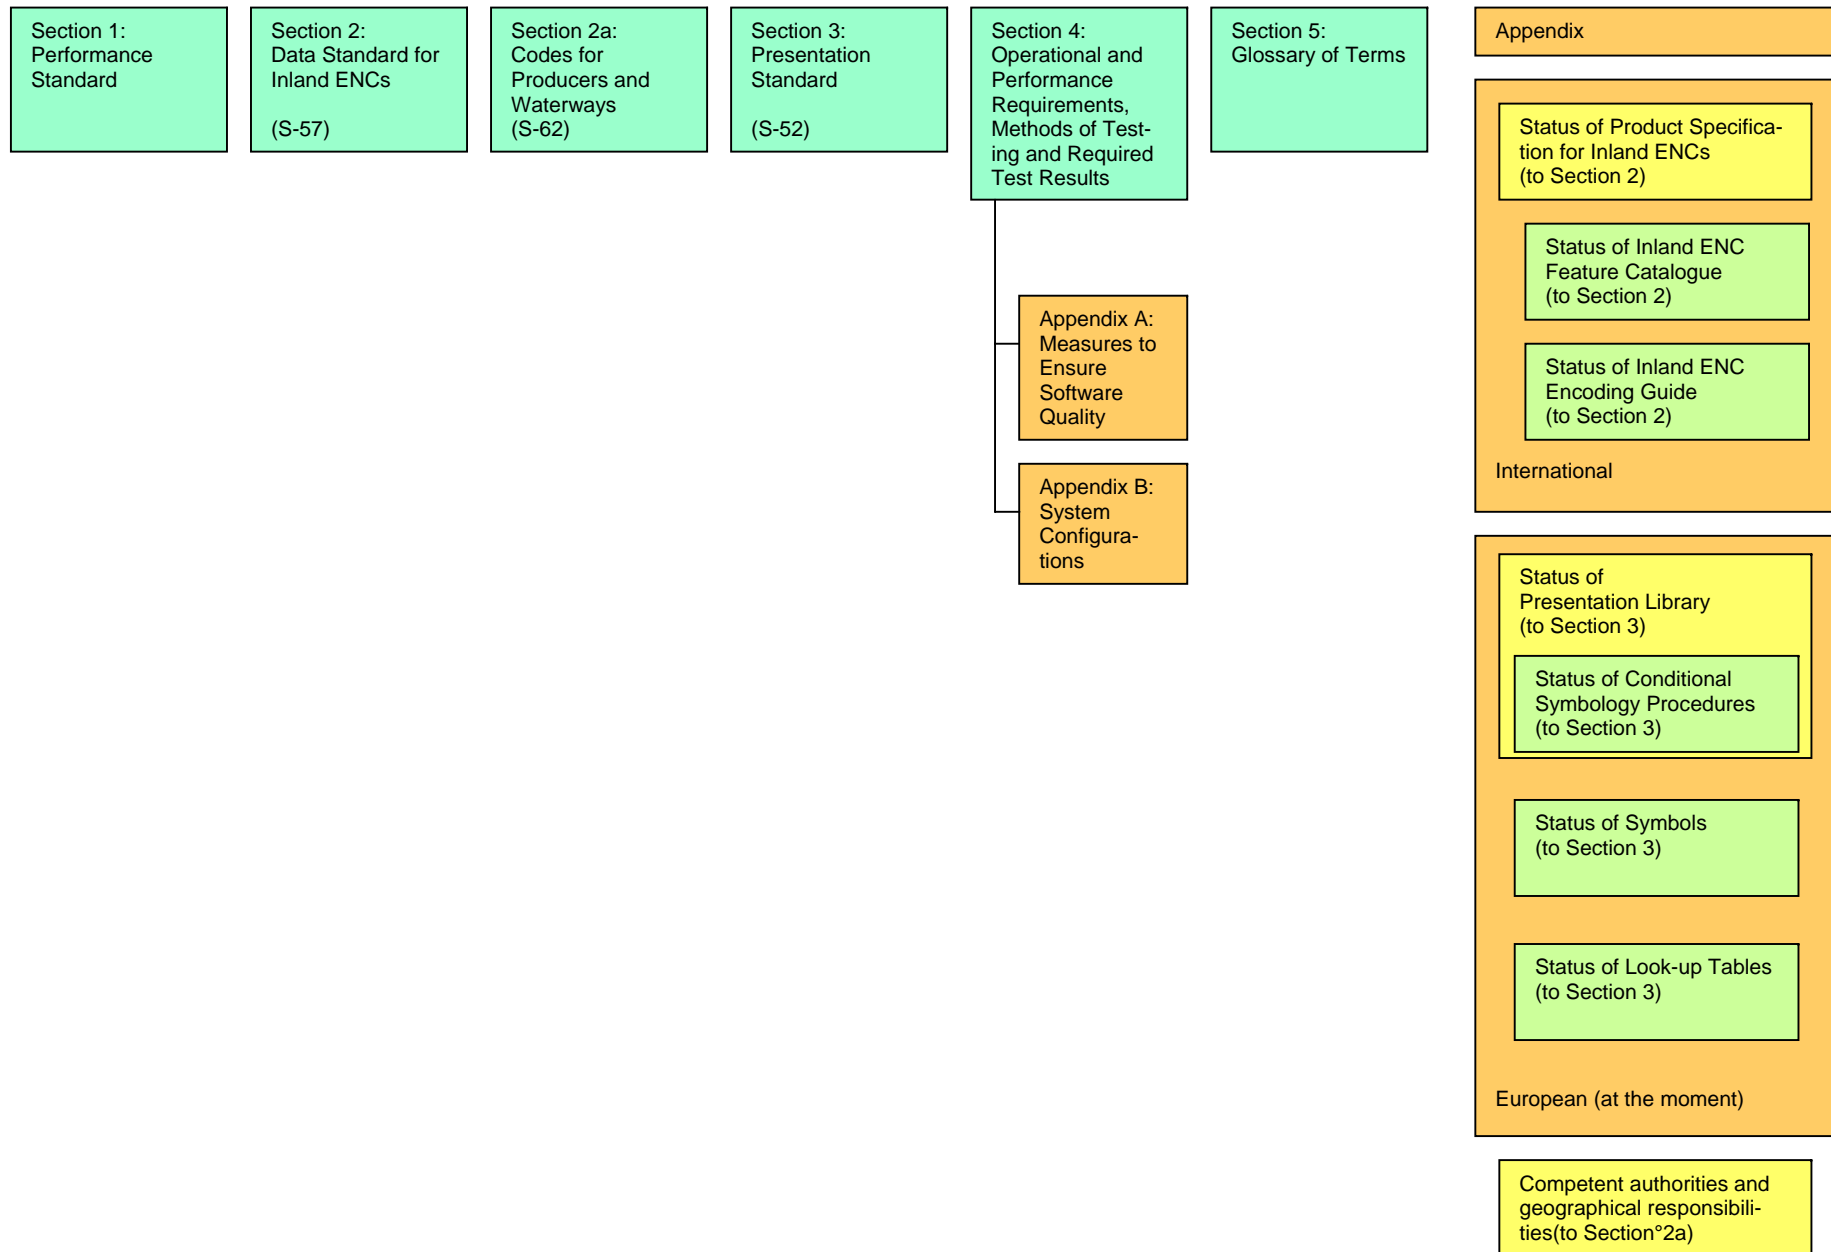 Section 1:
Performance
Standard
Section 2:
Data Standard for
Inland ENCs
(S-57)
Section 2a:
Codes for
Producers and
Waterways
(S-62)
Section 3:
Presentation
Standard
(S-52)
Section 4:
Operational and
Performance
Requirements,
Methods of Test-
ing and Required
Test Results
Section 5:
Glossary of Terms
Appendix A:
Measures to
Ensure
Software
Quality
Appendix B:
System
Configura-
tions
Appendix
Status of Product Specifica-
tion for Inland ENCs
(to Section 2)
Status of Inland ENC
Feature Catalogue
(to Section 2)
Status of Inland ENC
Encoding Guide
(to Section 2)
International
Status of
Presentation Library
(to Section 3)
Status of Conditional
Symbology Procedures
(to Section 3)
Status of Symbols
(to Section 3)
Status of Look-up Tables
(to Section 3)
European (at the moment)
Competent authorities and
geographical responsibili-
ties(to Section°2a)